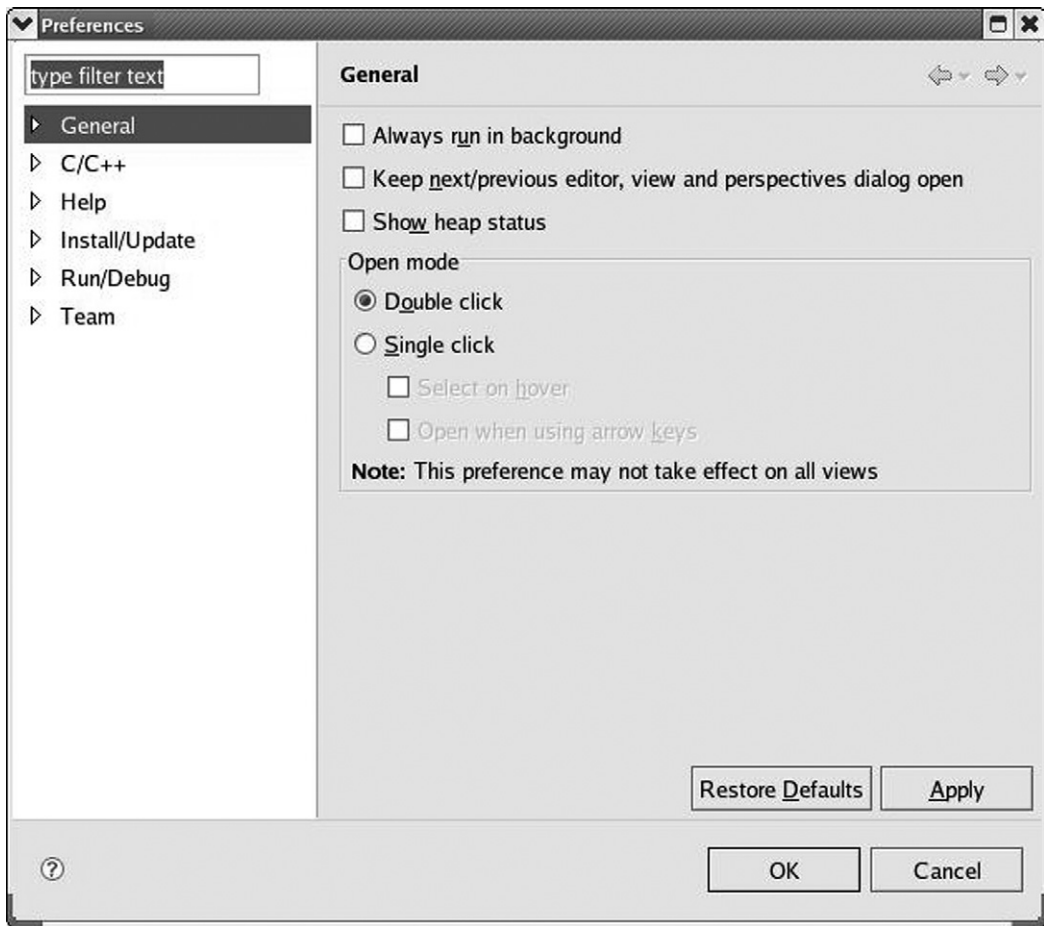 Preferences
type filter text
General
C/C++
Help
Install/Update
Run/Debug
Team
General
Always run in background
Keep next/previous editor, view and perspectives dialog open
Show heap status
Open mode
Double click
Single click
Select on hover
Open when using arrow keys
Note: This preference may not take effect on all views
Restore Defaults
Apply
?
OK
Cancel